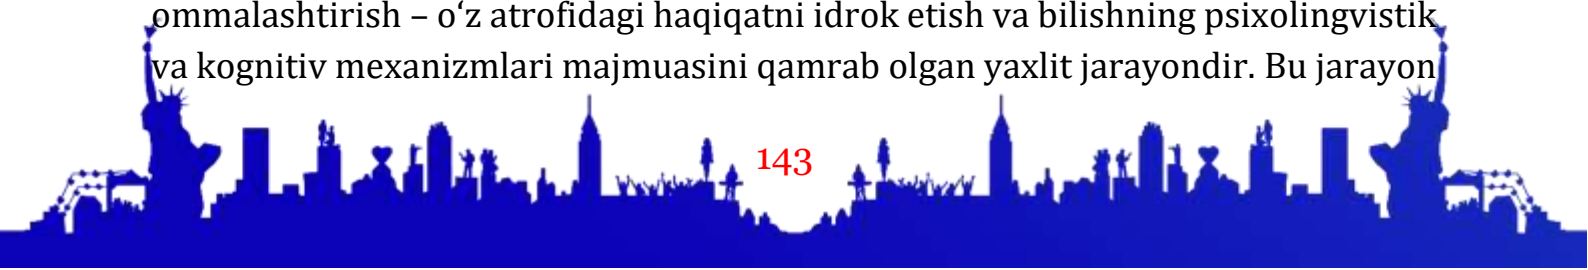 ommalashtirish – o‘z atrofidagi haqiqatni idrok etish va bilishning psixolingvistik
va kognitiv mexanizmlari majmuasini qamrab olgan yaxlit jarayondir. Bu jarayon
143